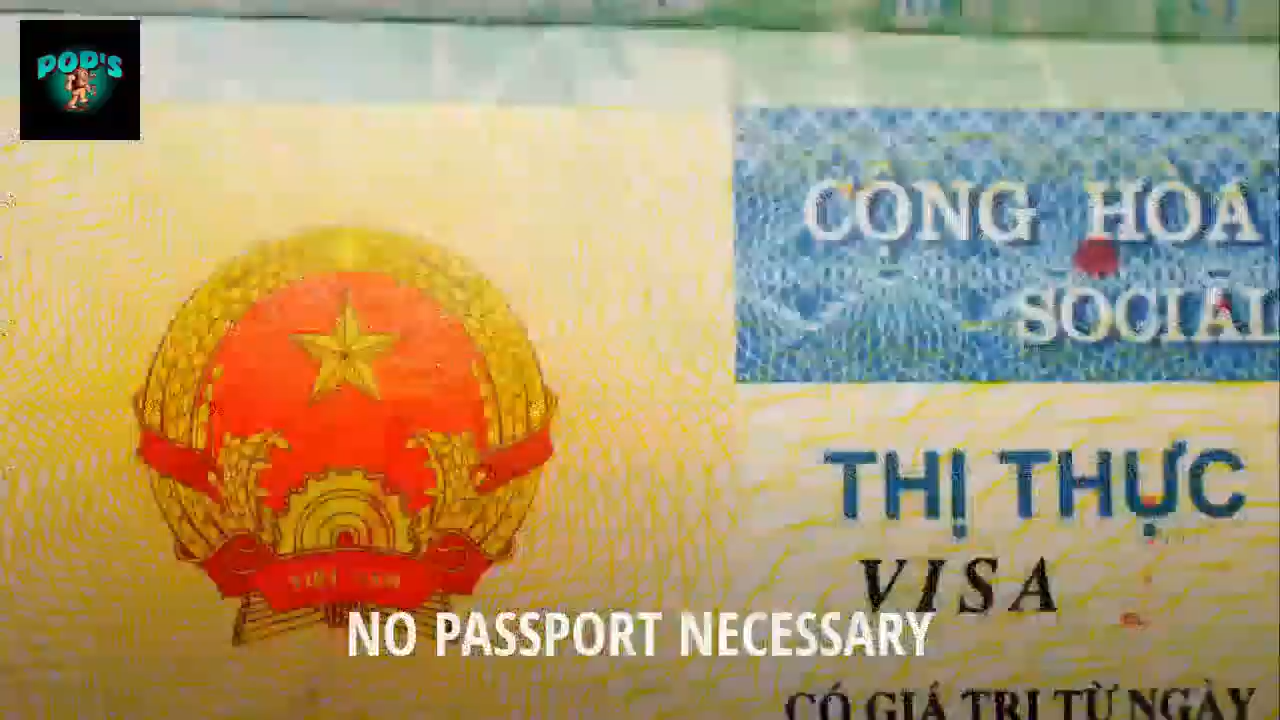 POD'S
CỘNG HÒA
SOCIAL
THỊ THỰC
VISA
NO PASSPORT NECESSARY
CÓ GIÁ TRỊ TỪ NGÀY